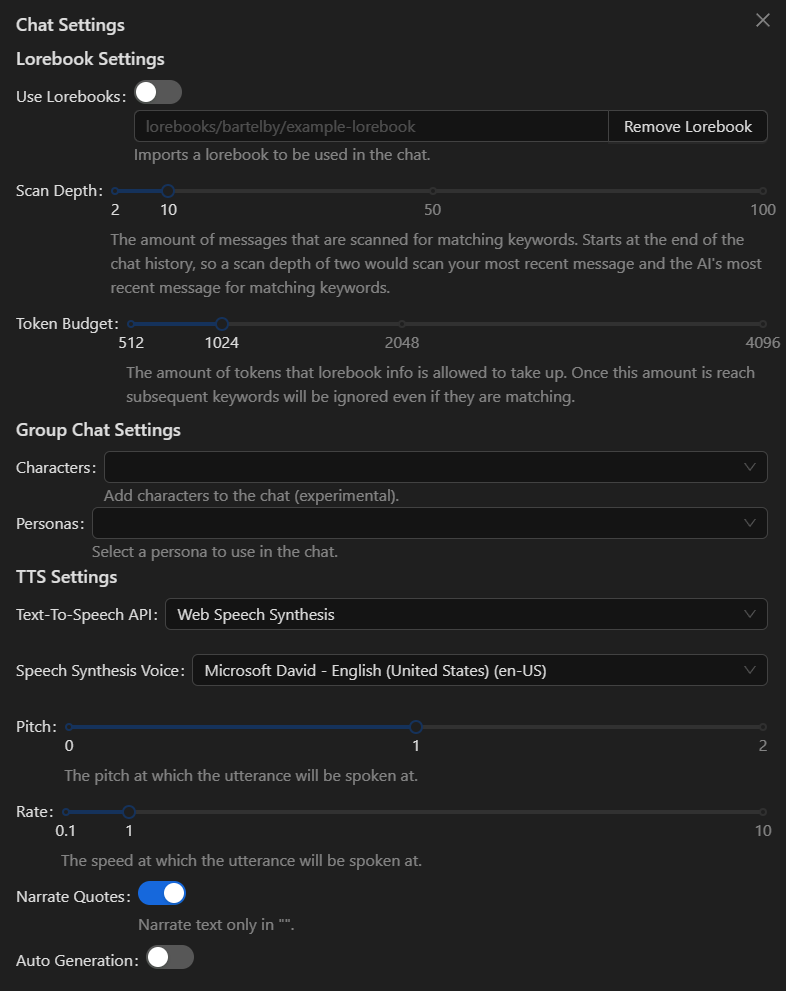 Chat Settings
Lorebook Settings
Use Lorebooks:
lorebooks/bartelby/example-lorebook
Remove Lorebook
Imports a lorebook to be used in the chat.
Scan Depth:
2 10 50 100
The amount of messages that are scanned for matching keywords. Starts at the end of the
chat history, so a scan depth of two would scan your most recent message and the AI's most
recent message for matching keywords.
Token Budget:
512 1024 2048 4096
The amount of tokens that lorebook info is allowed to take up. Once this amount is reach
subsequent keywords will be ignored even if they are matching.
Group Chat Settings
Characters:
Add characters to the chat (experimental).
Personas:
Select a persona to use in the chat.
TTS Settings
Text-To-Speech API: Web Speech Synthesis
Speech Synthesis Voice: Microsoft David - English (United States) (en-US)
Pitch:
0 1 2
The pitch at which the utterance will be spoken at.
Rate:
0.1 1 10
The speed at which the utterance will be spoken at.
Narrate Quotes:
Narrate text only in "".
Auto Generation: